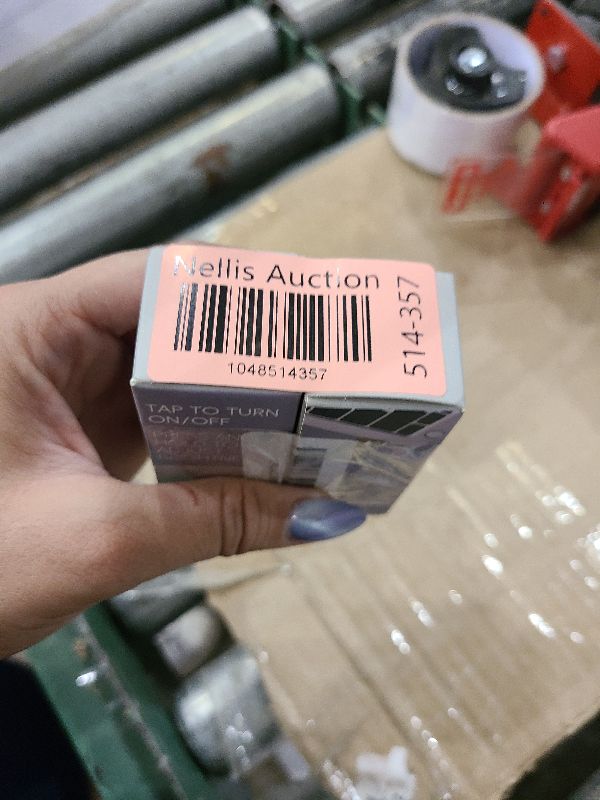 Nellis Auction
1048514357
514-357
TAP TO TURN
ON/OFF